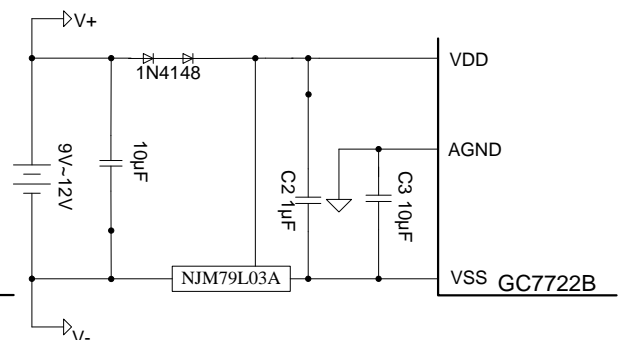 V+
1N4148
VDD
AGND
9V~12V
10µF
C2 1µF
C3 10µF
NJM79L03A
VSS
GC7722B
V-